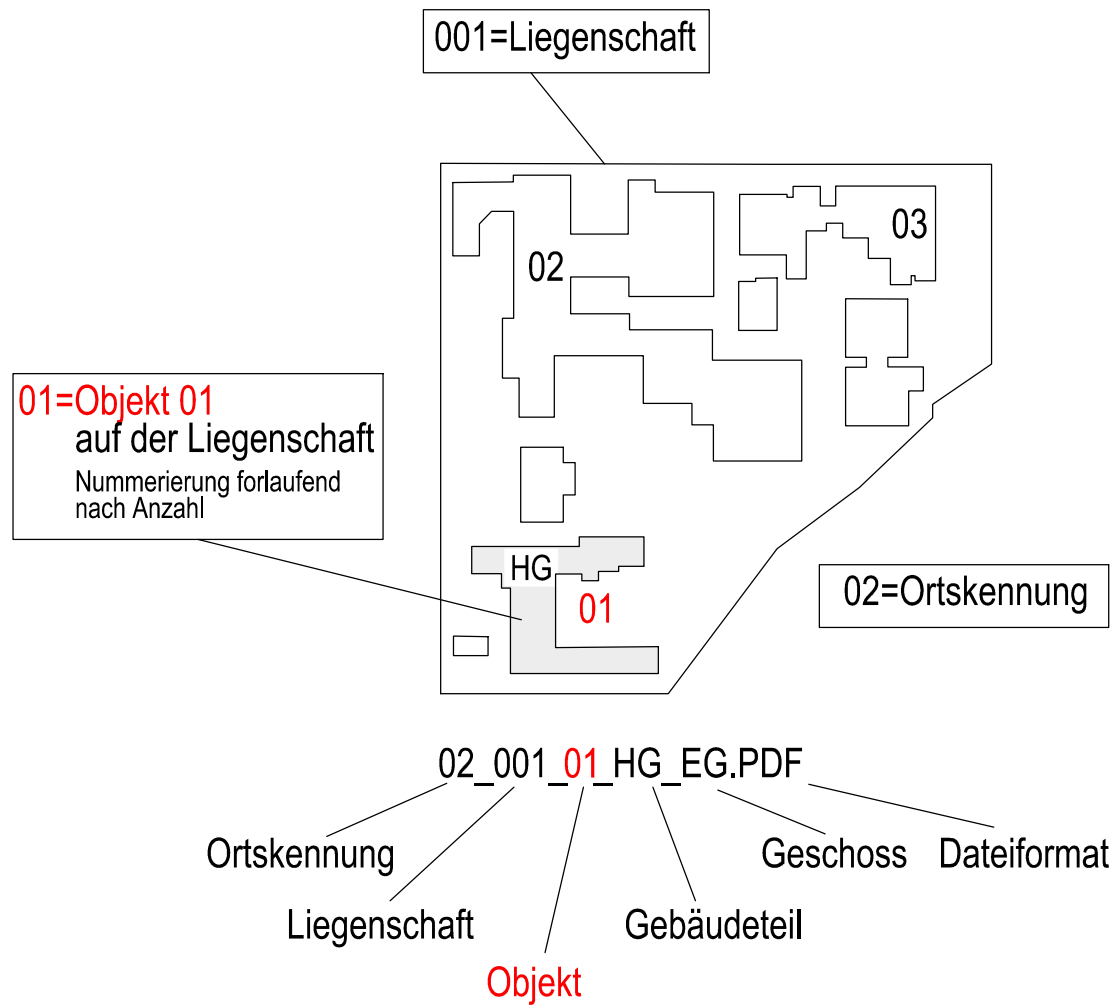 001=Liegenschaft
03
02
01=Objekt 01
auf der Liegenschaft
Nummerierung forlaufend
nach Anzahl
HG
02=Ortskennung
01
02_001_01_HG_EG.PDF
Ortskennung
Geschoss
Dateiformat
Liegenschaft
Gebäudeteil
Objekt